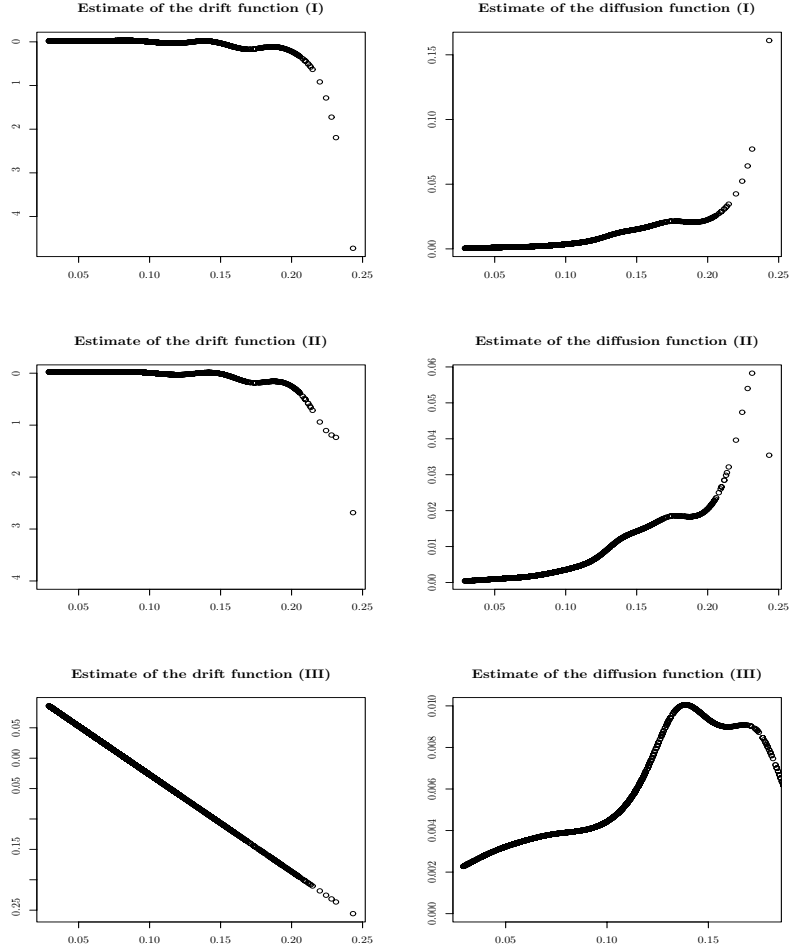 Estimate of the drift function (I)
0
1
2
3
4
0.05 0.10 0.15 0.20 0.25
Estimate of the diffusion function (I)
0.15
0.10
0.05
0.00
0.05 0.10 0.15 0.20 0.25
Estimate of the drift function (II)
0
1
2
3
4
0.05 0.10 0.15 0.20 0.25
Estimate of the diffusion function (II)
0.06
0.05
0.04
0.03
0.02
0.01
0.00
0.05 0.10 0.15 0.20 0.25
Estimate of the drift function (III)
0.05
0.00
0.05
0.15
0.25
0.05 0.10 0.15 0.20 0.25
Estimate of the diffusion function (III)
0.010
0.008
0.006
0.004
0.002
0.000
0.05 0.10 0.15